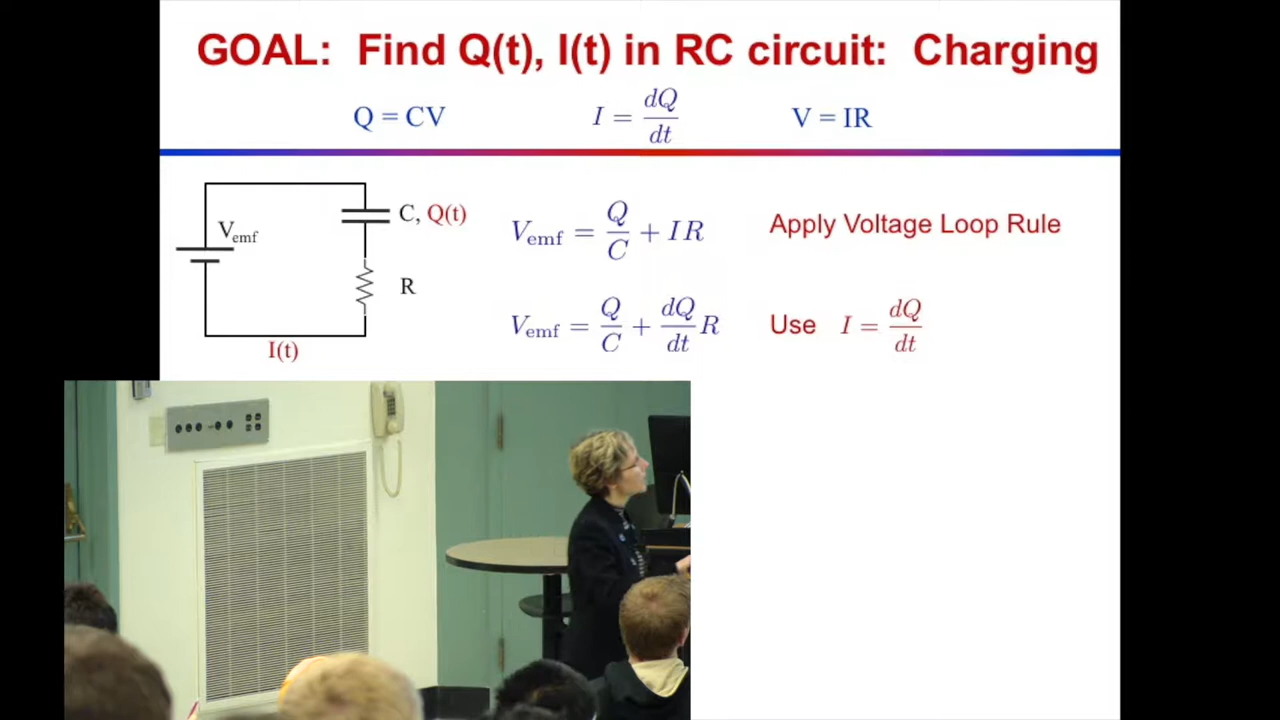 GOAL: Find Q(t), I(t) in RC circuit: Charging
Q = CV
I = dQ/dt
V = IR
V_emf
C, Q(t)
R
I(t)
V_emf = Q/C + IR
Apply Voltage Loop Rule
V_emf = Q/C + dQ/dt R
Use I = dQ/dt